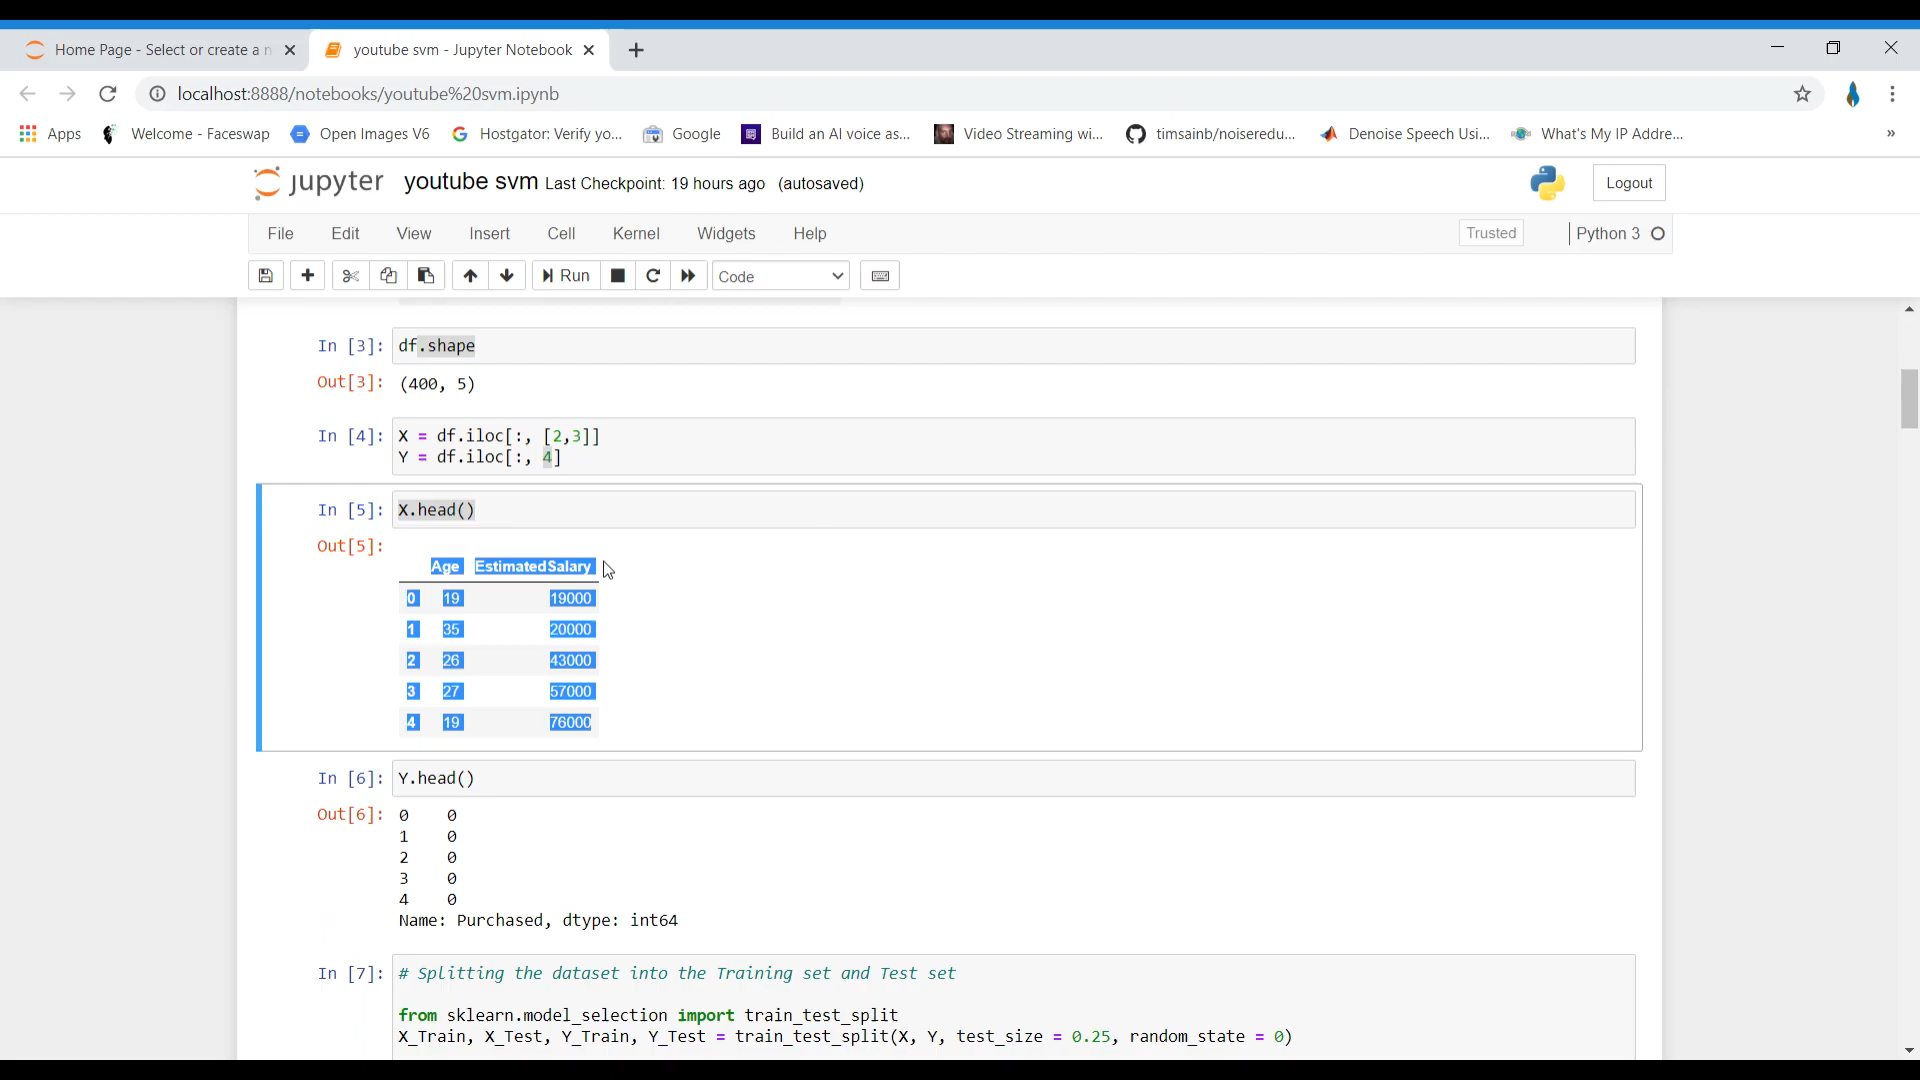 Home Page - Select or create a n
youtube svm - Jupyter Notebook
localhost:8888/notebooks/youtube%20svm.ipynb
Apps
Welcome - Faceswap
Open Images V6
Hostgator: Verify yo...
Google
Build an AI voice as...
Video Streaming wi...
timsainb/noiseredu...
Denoise Speech Usi...
What's My IP Addre...
»
jupyter youtube svm Last Checkpoint: 19 hours ago (autosaved)
Logout
File Edit View Insert Cell Kernel Widgets Help
Trusted
Python 3
Run
Code
In [3]: df.shape
Out[3]: (400, 5)
In [4]: X = df.iloc[:, [2,3]]
Y = df.iloc[:, 4]
In [5]: X.head()
Out[5]:
Age EstimatedSalary
0 19 19000
1 35 20000
2 26 43000
3 27 57000
4 19 76000
In [6]: Y.head()
Out[6]: 0 0
1 0
2 0
3 0
4 0
Name: Purchased, dtype: int64
In [7]: # Splitting the dataset into the Training set and Test set
from sklearn.model_selection import train_test_split
X_Train, X_Test, Y_Train, Y_Test = train_test_split(X, Y, test_size = 0.25, random_state = 0)